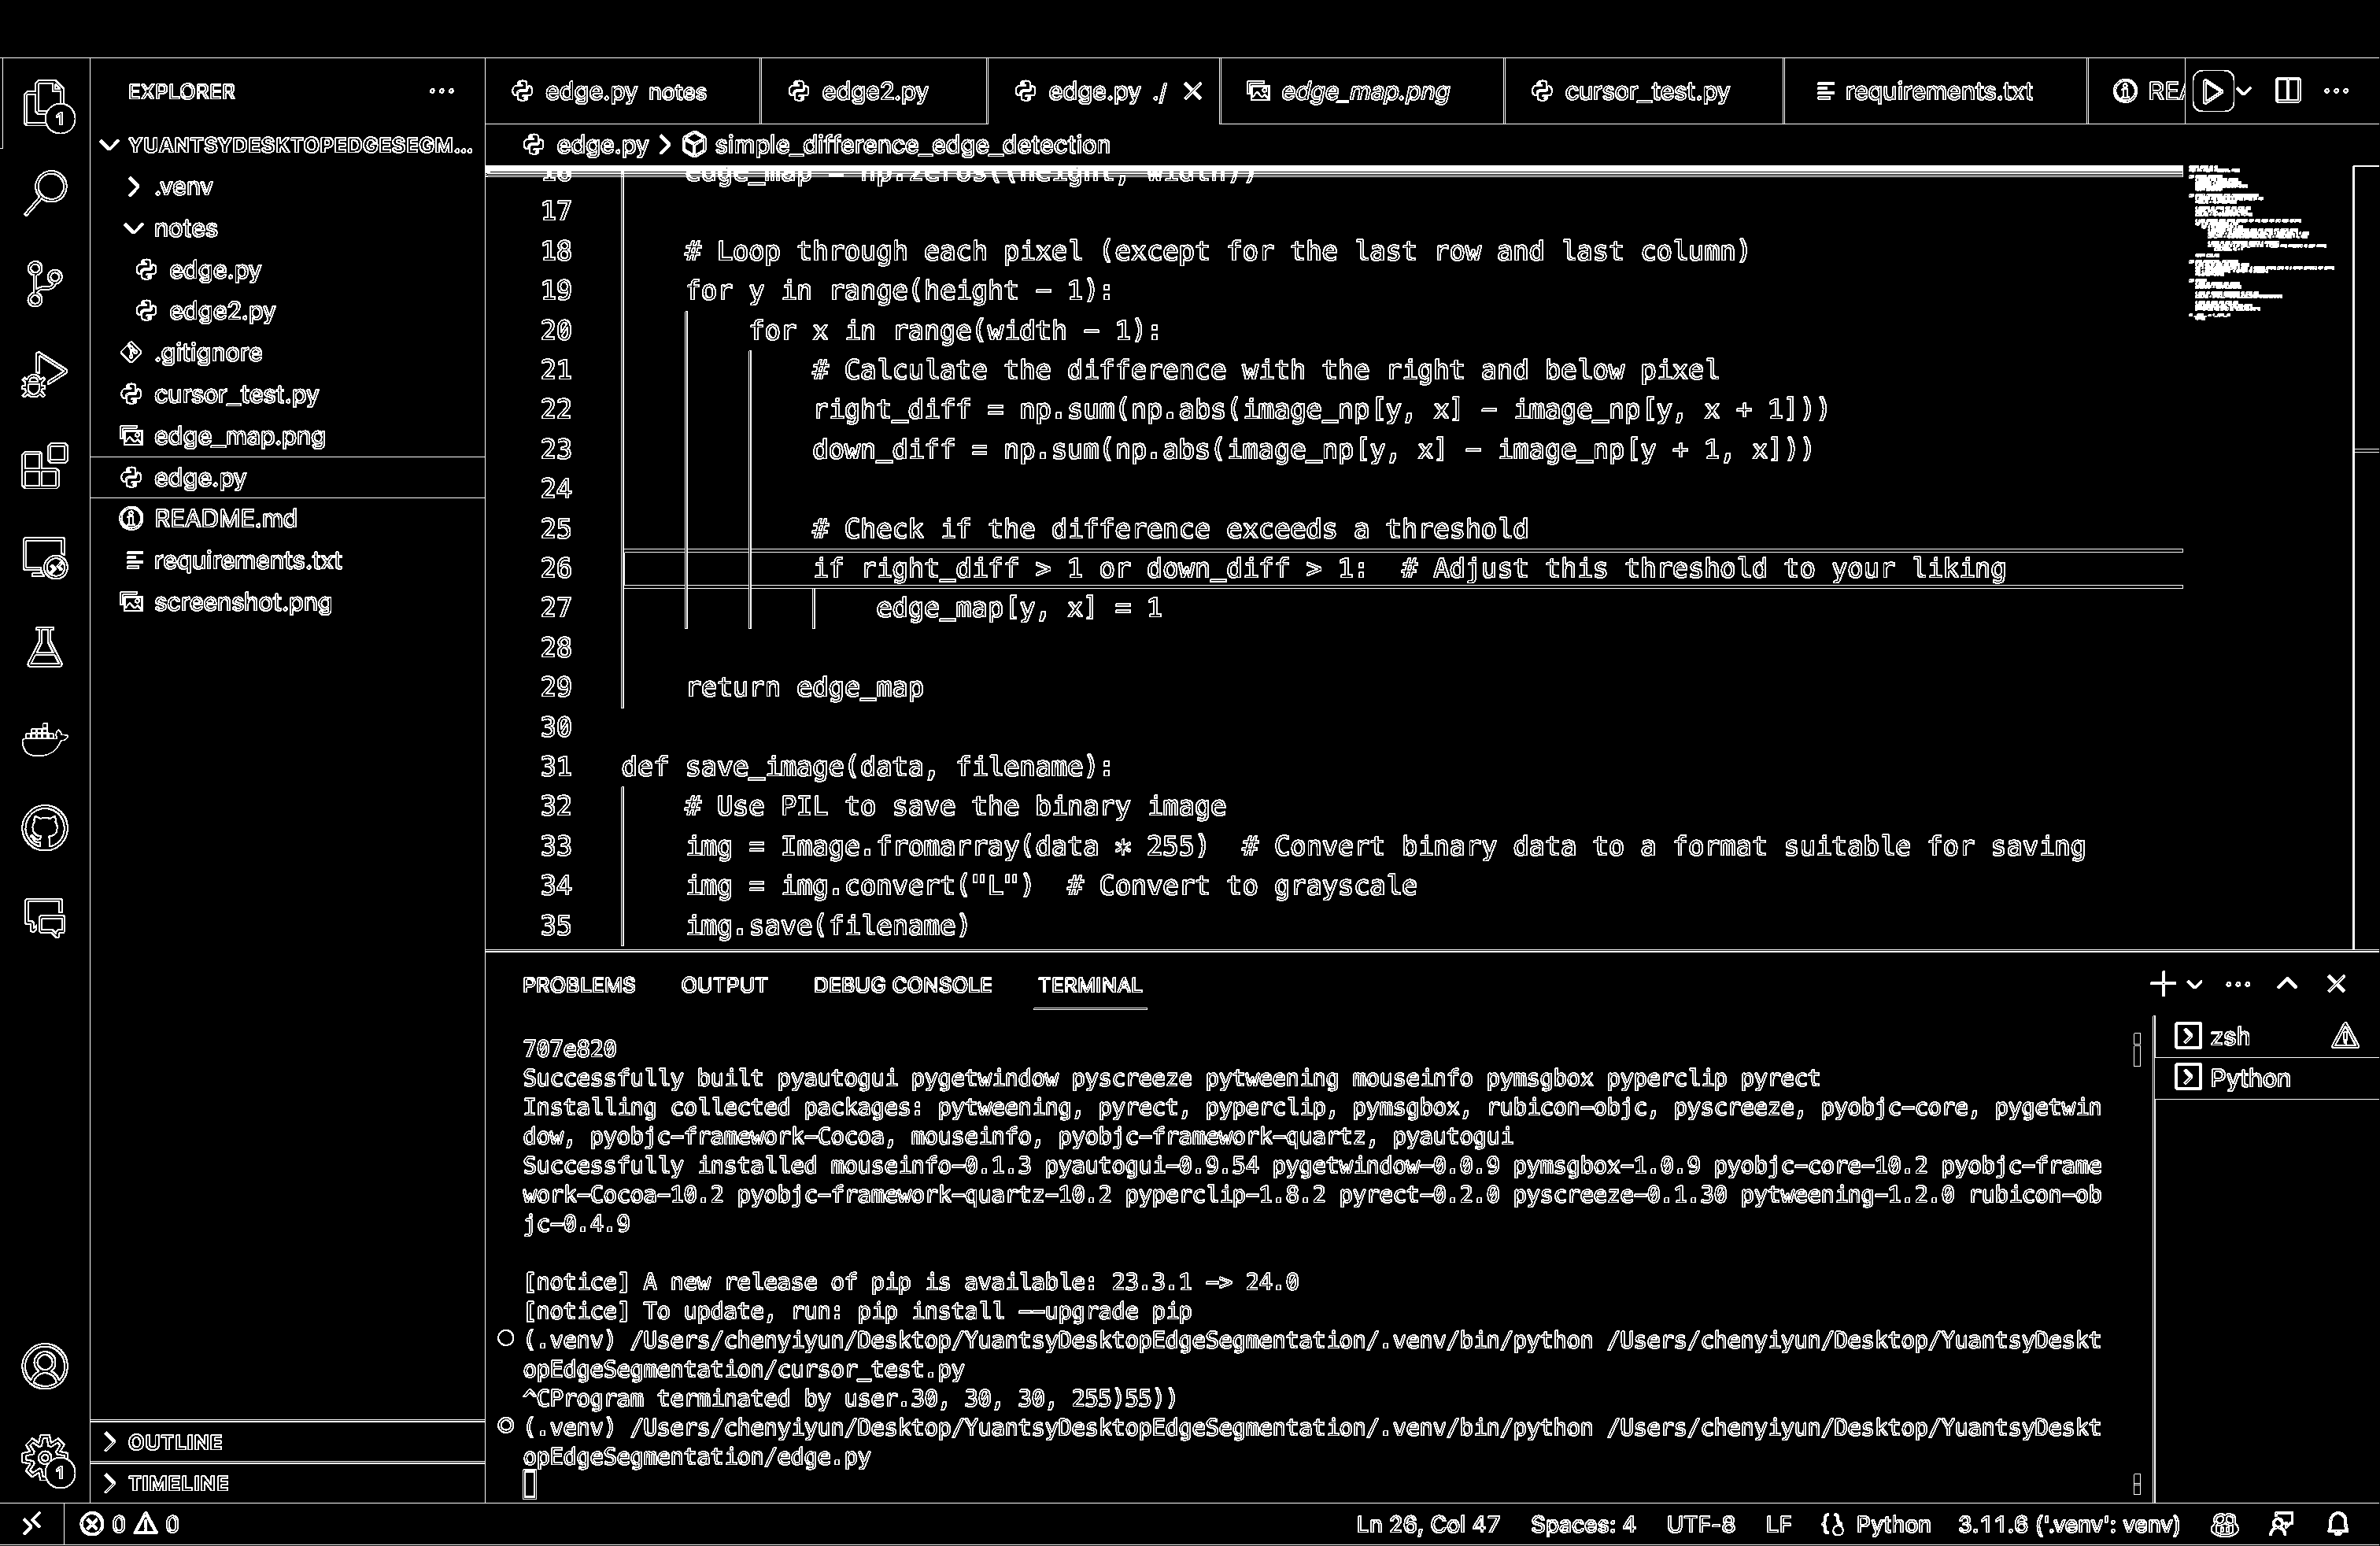 EXPLORER
edge.py notes
edge2.py
edge.py ./
edge_map.png
cursor_test.py
requirements.txt
YUANTSYDESKTOPEDGESEGM...
edge.py > simple_difference_edge_detection
.venv
notes
edge.py
edge2.py
.gitignore
cursor_test.py
edge_map.png
edge.py
README.md
requirements.txt
screenshot.png
OUTLINE
TIMELINE
16 edge_map = np.zeros((height, width))
17
18 # Loop through each pixel (except for the last row and last column)
19 for y in range(height - 1):
20 for x in range(width - 1):
21 # Calculate the difference with the right and below pixel
22 right_diff = np.sum(np.abs(image_np[y, x] - image_np[y, x + 1]))
23 down_diff = np.sum(np.abs(image_np[y, x] - image_np[y + 1, x]))
24
25 # Check if the difference exceeds a threshold
26 if right_diff > 1 or down_diff > 1:  # Adjust this threshold to your liking
27 edge_map[y, x] = 1
28
29 return edge_map
30
31 def save_image(data, filename):
32 # Use PIL to save the binary image
33 img = Image.fromarray(data * 255)  # Convert binary data to a format suitable for saving
34 img = img.convert("L")  # Convert to grayscale
35 img.save(filename)
PROBLEMS OUTPUT DEBUG CONSOLE TERMINAL
707e820
Successfully built pyautogui pygetwindow pyscreeze pytweening mouseinfo pymsgbox pyperclip pyrect
Installing collected packages: pytweening, pyrect, pyperclip, pymsgbox, rubicon-objc, pyscreeze, pyobjc-core, pygetwin
dow, pyobjc-framework-Cocoa, mouseinfo, pyobjc-framework-quartz, pyautogui
Successfully installed mouseinfo-0.1.3 pyautogui-0.9.54 pygetwindow-0.0.9 pymsgbox-1.0.9 pyobjc-core-10.2 pyobjc-frame
work-Cocoa-10.2 pyobjc-framework-quartz-10.2 pyperclip-1.8.2 pyrect-0.2.0 pyscreeze-0.1.30 pytweening-1.2.0 rubicon-ob
jc-0.4.9
[notice] A new release of pip is available: 23.3.1 -> 24.0
[notice] To update, run: pip install --upgrade pip
(.venv) /Users/chenyiyun/Desktop/YuantsyDesktopEdgeSegmentation/.venv/bin/python /Users/chenyiyun/Desktop/YuantsyDeskt
opEdgeSegmentation/cursor_test.py
^CProgram terminated by user.30, 30, 30, 255)55))
(.venv) /Users/chenyiyun/Desktop/YuantsyDesktopEdgeSegmentation/.venv/bin/python /Users/chenyiyun/Desktop/YuantsyDeskt
opEdgeSegmentation/edge.py
zsh
Python
0 0
Ln 26, Col 47 Spaces: 4 UTF-8 LF Python 3.11.6 ('.venv': venv)